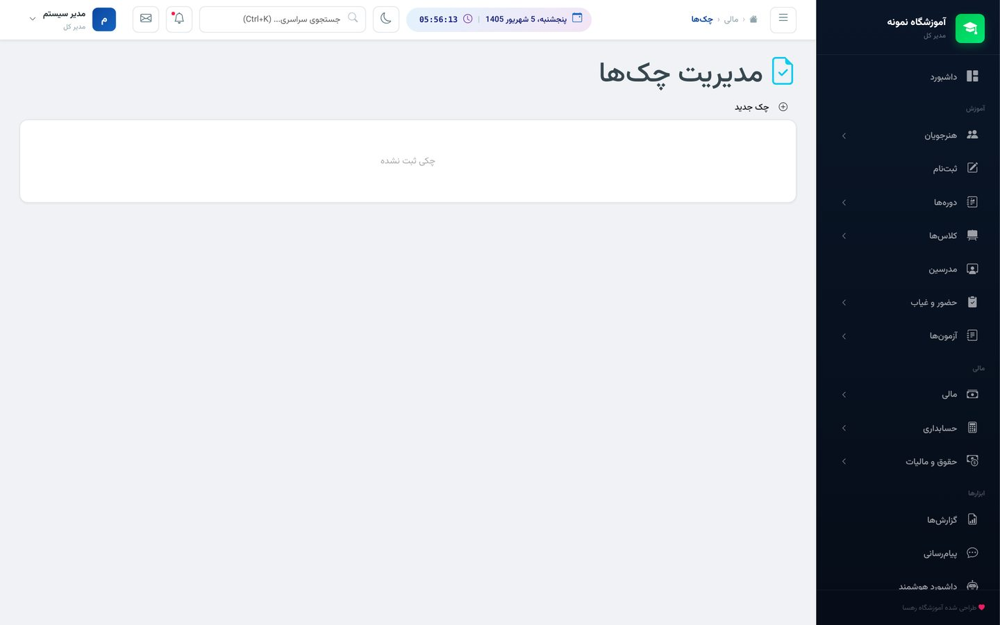 آموزشگاه نمونه
مدیر کل
داشبورد
آموزش
هنرجویان
ثبت‌نام
دوره‌ها
کلاس‌ها
مدرسین
حضور و غیاب
آزمون‌ها
مالی
مالی
حسابداری
حقوق و مالیات
ابزارها
گزارش‌ها
پیام‌رسانی
داشبورد هوشمند
طراحی شده آموزشگاه رهسا
مالی ‹ چک‌ها
پنجشنبه، 5 شهریور 1405 | 05:56:13
جستجوی سراسری... (Ctrl+K)
م
مدیر سیستم
مدیر کل
مدیریت چک‌ها
چک جدید
چکی ثبت نشده